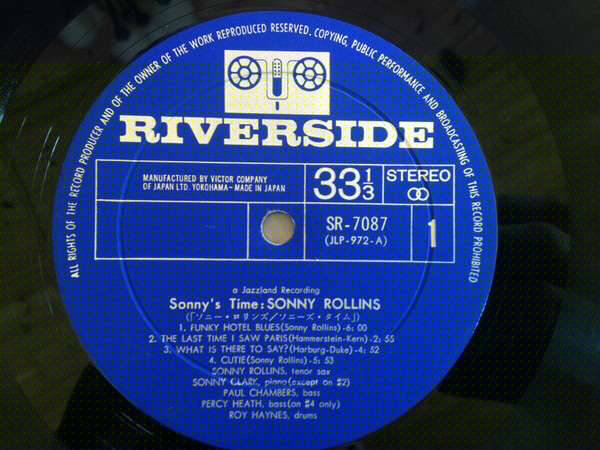 ALL RIGHTS OF THE RECORD PRODUCER AND OF THE OWNER OF THE WORK REPRODUCED RESERVED. COPYING, PUBLIC PERFORMANCE AND BROADCASTING OF THIS RECORD PROHIBITED
RIVERSIDE
MANUFACTURED BY VICTOR COMPANY
OF JAPAN LTD. YOKOHAMA-MADE IN JAPAN
33 1/3
STEREO
SR-7087
(JLP-972-A)
1
a Jazzland Recording
Sonny's Time: SONNY ROLLINS
(「ソニー・ロリンズ/ソニーズ・タイム」)
1. FUNKY HOTEL BLUES(Sonny Rollins)-6: 00
2. THE LAST TIME I SAW PARIS(Hammerstein-Kern)-2: 55
3. WHAT IS THERE TO SAY?(Harburg-Duke)-4: 52
4. CUTIE(Sonny Rollins)-5: 53
SONNY ROLLINS, tenor sax
SONNY CLARK, piano(except on #2)
PAUL CHAMBERS, bass
PERCY HEATH, bass(on #4 only)
ROY HAYNES, drums